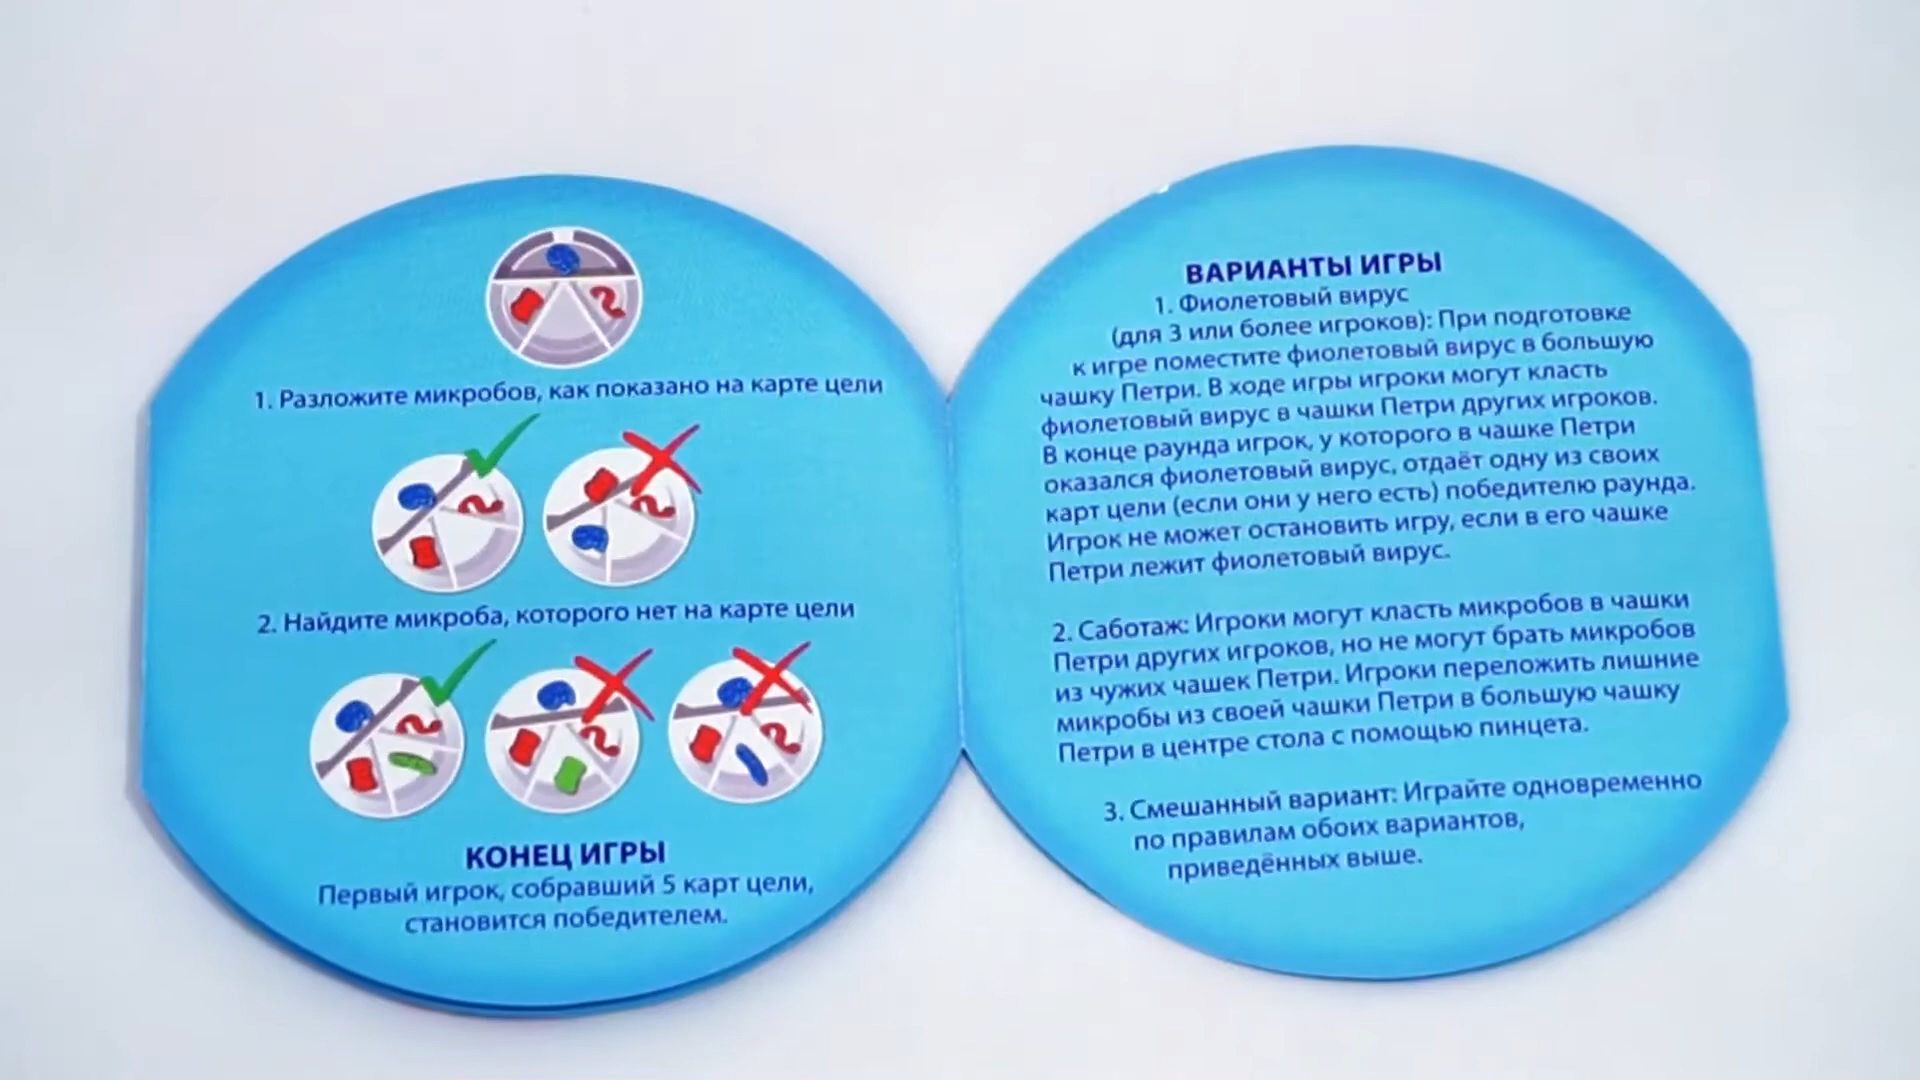 1. Разложите микробов, как показано на карте цели
2. Найдите микроба, которого нет на карте цели
КОНЕЦ ИГРЫ
Первый игрок, собравший 5 карт цели,
становится победителем.
ВАРИАНТЫ ИГРЫ
1. Фиолетовый вирус
(для 3 или более игроков): При подготовке
к игре поместите фиолетовый вирус в большую
чашку Петри. В ходе игры игроки могут класть
фиолетовый вирус в чашки Петри других игроков.
В конце раунда игрок, у которого в чашке Петри
оказался фиолетовый вирус, отдаёт одну из своих
карт цели (если они у него есть) победителю раунда.
Игрок не может остановить игру, если в его чашке
Петри лежит фиолетовый вирус.
2. Саботаж: Игроки могут класть микробов в чашки
Петри других игроков, но не могут брать микробов
из чужих чашек Петри. Игроки переложить лишние
микробы из своей чашки Петри в большую чашку
Петри в центре стола с помощью пинцета.
3. Смешанный вариант: Играйте одновременно
по правилам обоих вариантов,
приведённых выше.